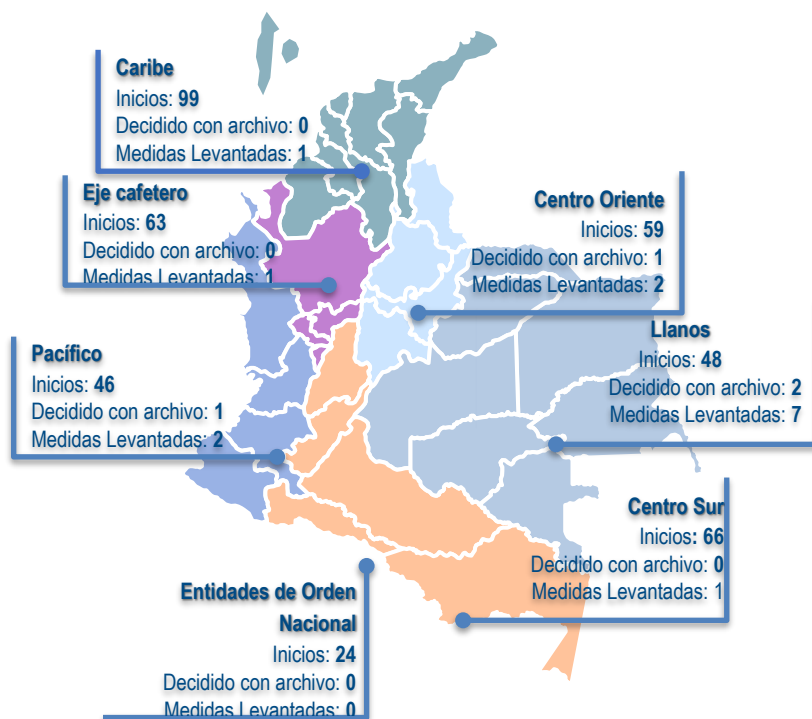 Caribe
Inicios: 99
Decidido con archivo: 0
Medidas Levantadas: 1
Eje cafetero
Inicios: 63
Decidido con archivo: 0
Medidas Levantadas: 1
Centro Oriente
Inicios: 59
Decidido con archivo: 1
Medidas Levantadas: 2
Llanos
Inicios: 48
Decidido con archivo: 2
Medidas Levantadas: 7
Pacífico
Inicios: 46
Decidido con archivo: 1
Medidas Levantadas: 2
Centro Sur
Inicios: 66
Decidido con archivo: 0
Medidas Levantadas: 1
Entidades de Orden
Nacional
Inicios: 24
Decidido con archivo: 0
Medidas Levantadas: 0